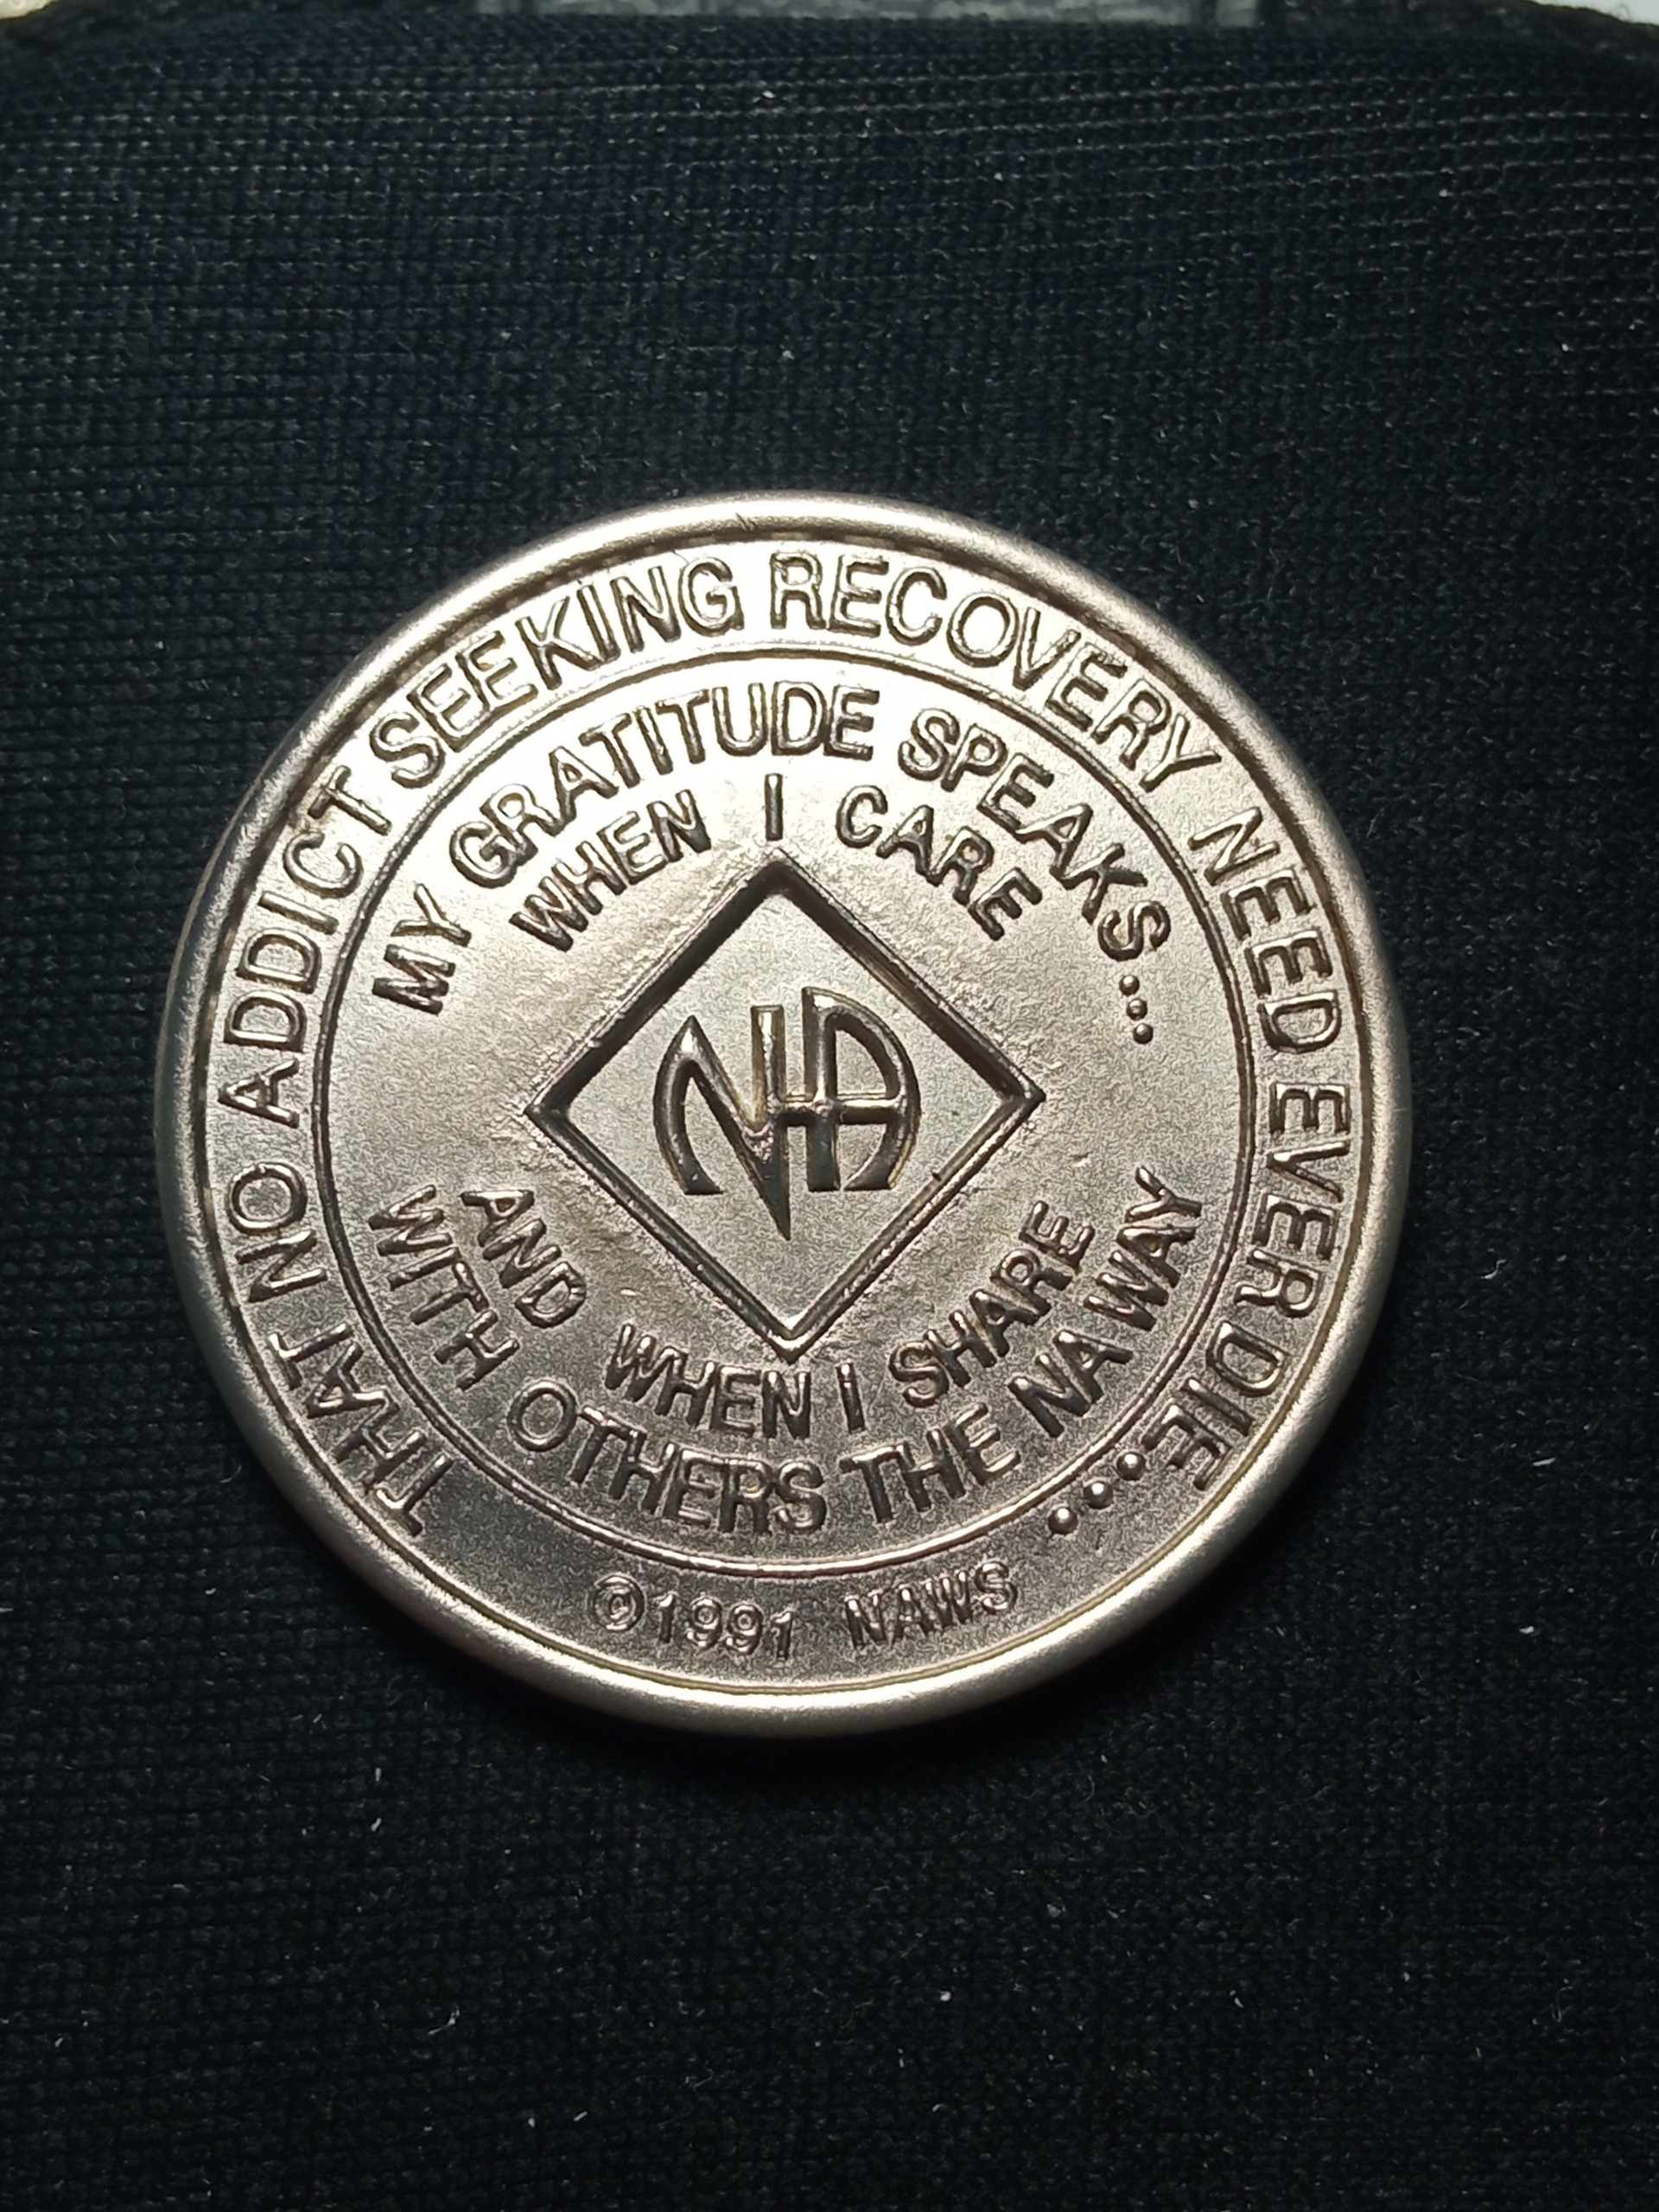 THAT NO ADDICT SEEKING RECOVERY NEED EVER DIE.....
MY GRATITUDE SPEAKS...
WHEN I CARE
NA
AND WHEN I SHARE
WITH OTHERS THE NA WAY
©1991 NAWS